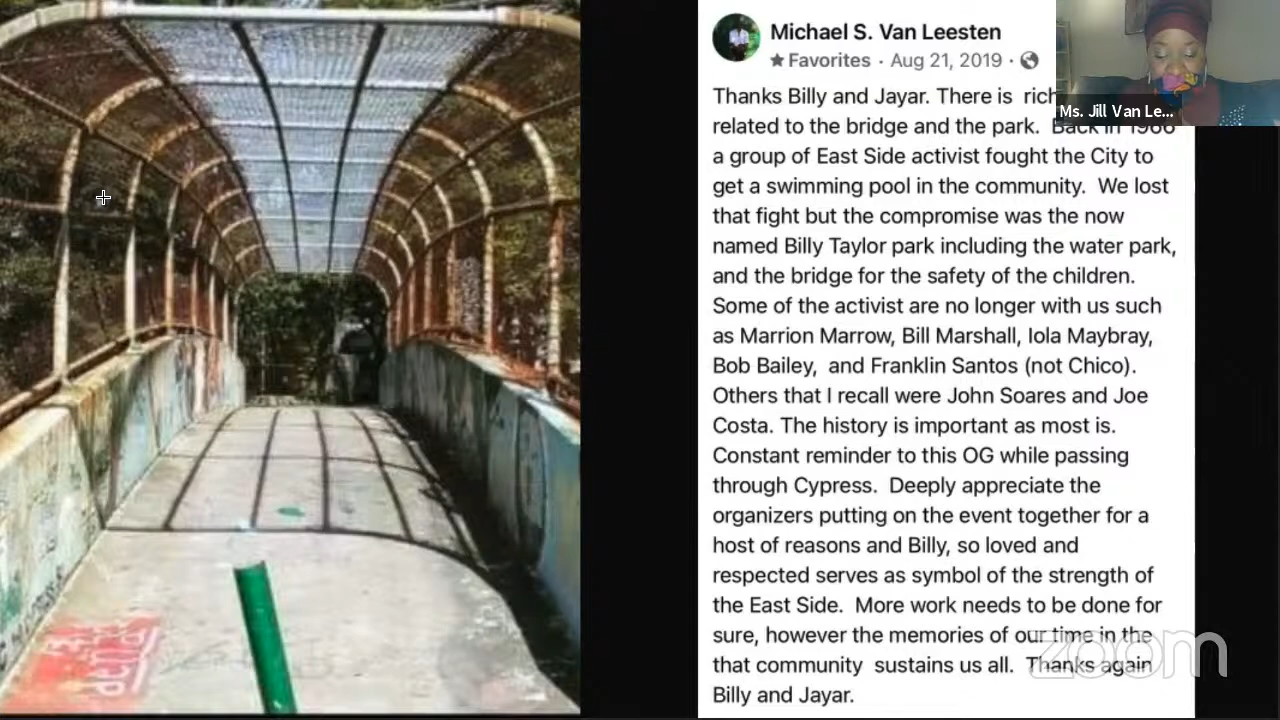 Michael S. Van Leesten
Favorites · Aug 21, 2019 ·
Thanks Billy and Jayar. There is rich
related to the bridge and the park. Back in 1966
a group of East Side activist fought the City to
get a swimming pool in the community. We lost
that fight but the compromise was the now
named Billy Taylor park including the water park,
and the bridge for the safety of the children.
Some of the activist are no longer with us such
as Marrion Marrow, Bill Marshall, Iola Maybray,
Bob Bailey, and Franklin Santos (not Chico).
Others that I recall were John Soares and Joe
Costa. The history is important as most is.
Constant reminder to this OG while passing
through Cypress. Deeply appreciate the
organizers putting on the event together for a
host of reasons and Billy, so loved and
respected serves as symbol of the strength of
the East Side. More work needs to be done for
sure, however the memories of our time in the
that community sustains us all. Thanks again
Billy and Jayar.
Ms. Jill Van Le...
zoom